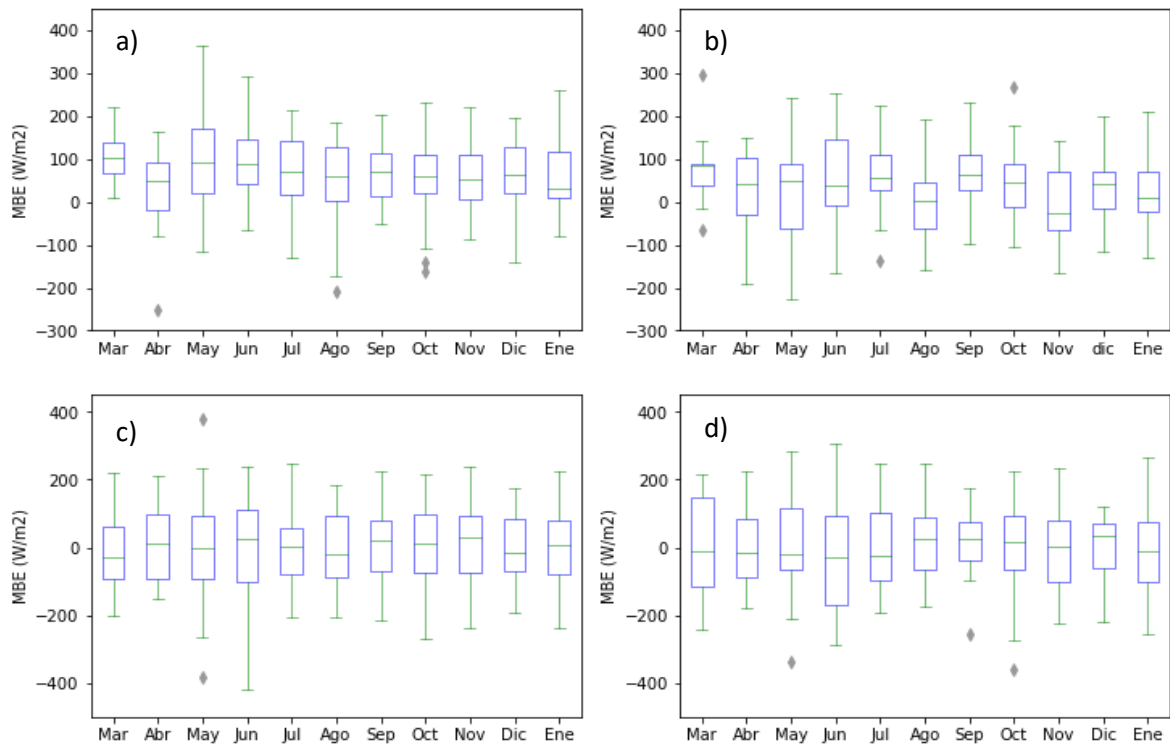 a)
400
300
200
100
0
−100
−200
−300
MBE (W/m2)
Mar Abr May Jun Jul Ago Sep Oct Nov Dic Ene
b)
400
300
200
100
0
−100
−200
−300
MBE (W/m2)
Mar Abr May Jun Jul Ago Sep Oct Nov dic Ene
c)
400
200
0
−200
−400
MBE (W/m2)
Mar Abr May Jun Jul Ago Sep Oct Nov Dic Ene
d)
400
200
0
−200
−400
MBE (W/m2)
Mar Abr May Jun Jul Ago Sep Oct Nov Dic Ene